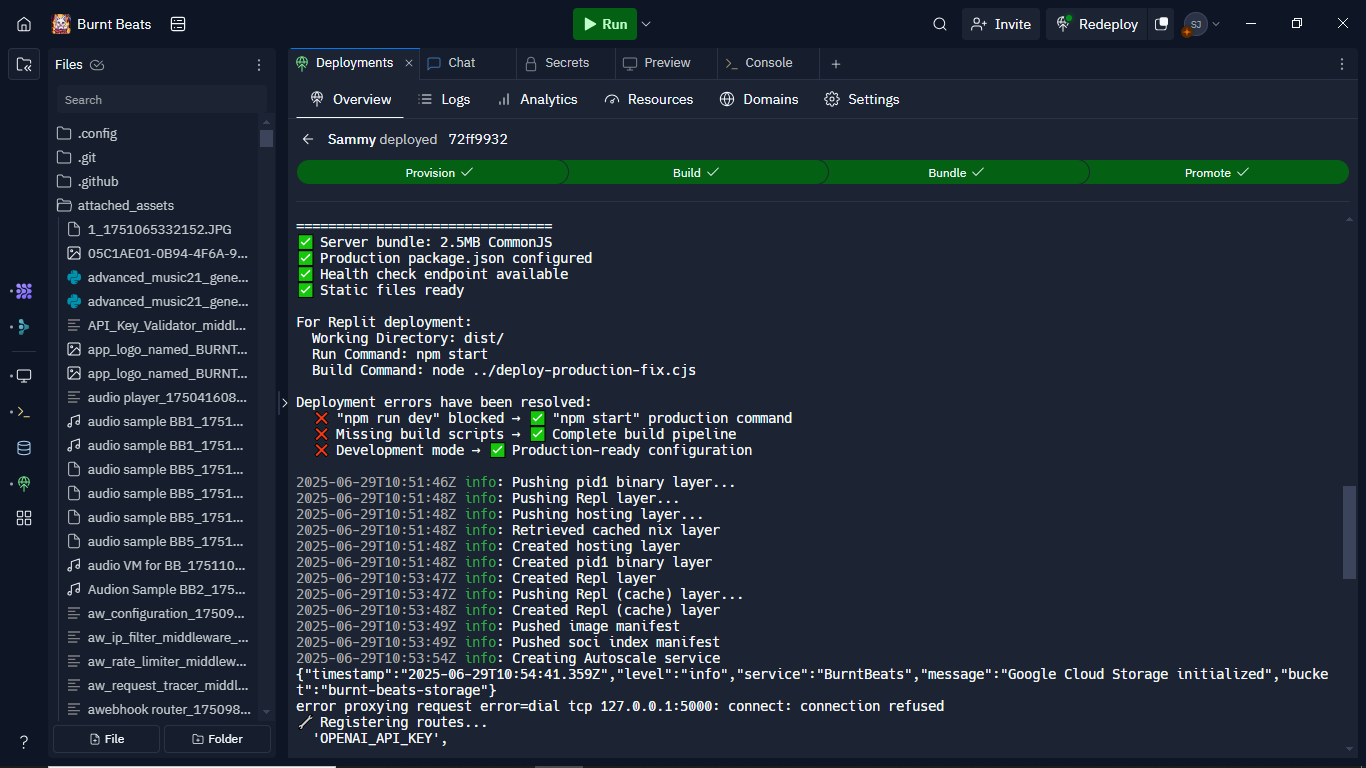 Burnt Beats
Run
Invite
Redeploy
SJ
Files
Deployments
Chat
Secrets
Preview
Console
Search
Overview
Logs
Analytics
Resources
Domains
Settings
.config
.git
.github
attached_assets
1_1751065332152.JPG
05C1AE01-0B94-4F6A-9...
advanced_music21_gene...
advanced_music21_gene...
API_Key_Validator_middl...
app_logo_named_BURNT...
app_logo_named_BURNT...
audio player_175041608...
audio sample BB1_1751...
audio sample BB1_1751...
audio sample BB5_1751...
audio sample BB5_1751...
audio sample BB5_1751...
audio sample BB5_1751...
audio VM for BB_175110...
Audion Sample BB2_175...
aw_configuration_17509...
aw_ip_filter_middleware_...
aw_rate_limiter_middlew...
aw_request_tracer_middl...
awebhook router_175098...
File
Folder
Sammy deployed 72ff9932
Provision
Build
Bundle
Promote
================================
✅ Server bundle: 2.5MB CommonJS
✅ Production package.json configured
✅ Health check endpoint available
✅ Static files ready
For Replit deployment:
Working Directory: dist/
Run Command: npm start
Build Command: node ../deploy-production-fix.cjs
Deployment errors have been resolved:
❌ "npm run dev" blocked → ✅ "npm start" production command
❌ Missing build scripts → ✅ Complete build pipeline
❌ Development mode → ✅ Production-ready configuration
2025-06-29T10:51:46Z info: Pushing pid1 binary layer...
2025-06-29T10:51:48Z info: Pushing Repl layer...
2025-06-29T10:51:48Z info: Pushing hosting layer...
2025-06-29T10:51:48Z info: Retrieved cached nix layer
2025-06-29T10:51:48Z info: Created hosting layer
2025-06-29T10:51:48Z info: Created pid1 binary layer
2025-06-29T10:53:47Z info: Created Repl layer
2025-06-29T10:53:47Z info: Pushing Repl (cache) layer...
2025-06-29T10:53:48Z info: Created Repl (cache) layer
2025-06-29T10:53:49Z info: Pushed image manifest
2025-06-29T10:53:49Z info: Pushed soci index manifest
2025-06-29T10:53:54Z info: Creating Autoscale service
{"timestamp":"2025-06-29T10:54:41.359Z","level":"info","service":"BurntBeats","message":"Google Cloud Storage initialized","bucke
t":"burnt-beats-storage"}
error proxying request error=dial tcp 127.0.0.1:5000: connect: connection refused
Registering routes...
'OPENAI_API_KEY',